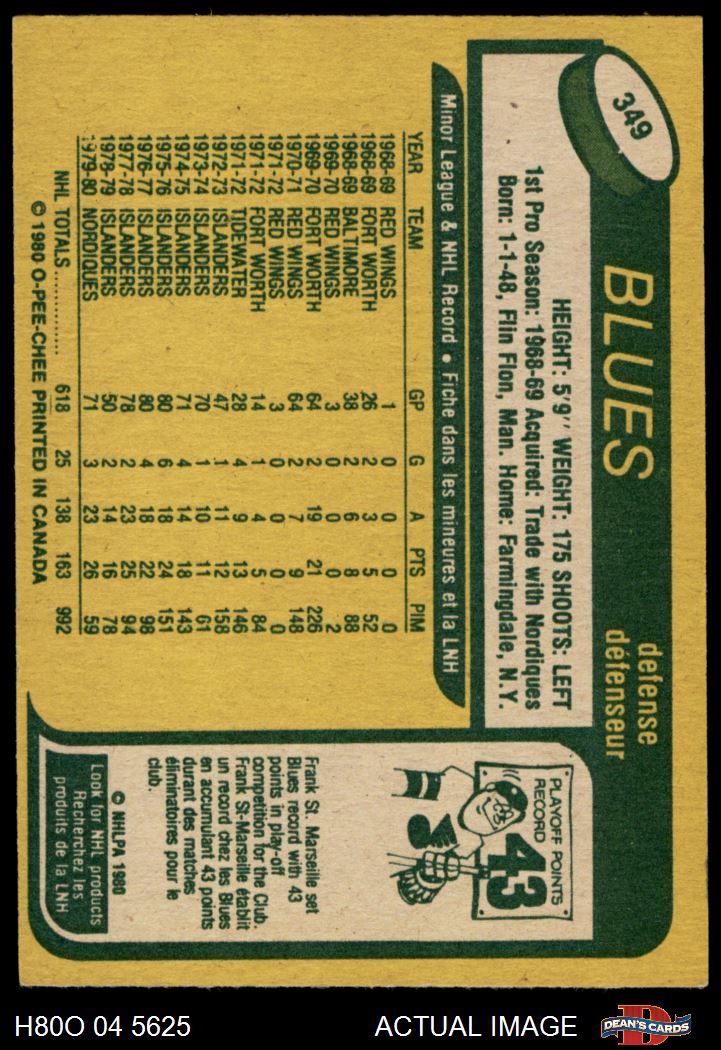 349
BLUES
defense
défenseur
HEIGHT: 5'9'' WEIGHT: 175 SHOOTS: LEFT
1st Pro Season: 1968-69 Acquired: Trade with Nordiques
Born: 1-1-48, Flin Flon, Man. Home: Farmingdale, N.Y.
Minor League & NHL Record • Fiche dans les mineures et la LNH
YEAR TEAM GP G A PTS PIM
1968-69 RED WINGS 1 0 0 0 0
1968-69 FORT WORTH 26 2 3 5 52
1968-69 BALTIMORE 38 2 6 8 88
1969-70 RED WINGS 3 0 0 0 2
1969-70 FORT WORTH 64 2 19 21 226
1970-71 RED WINGS 64 2 7 9 148
1971-72 RED WINGS 3 0 0 0 0
1971-72 FORT WORTH 14 1 4 5 84
1971-72 TIDEWATER 28 4 9 13 146
1972-73 ISLANDERS 47 1 11 12 158
1973-74 ISLANDERS 70 1 10 11 61
1974-75 ISLANDERS 71 4 14 18 143
1975-76 ISLANDERS 80 6 18 24 151
1976-77 ISLANDERS 80 4 18 22 98
1977-78 ISLANDERS 78 2 23 25 94
1978-79 ISLANDERS 50 2 14 16 78
1979-80 NORDIQUES 71 3 23 26 59
NHL TOTALS .............. 618 25 138 163 992
© 1980 O-PEE-CHEE PRINTED IN CANADA
PLAYOFF POINTS
RECORD
43
Frank St. Marseille set
Blues record with 43
points in play-off
competition for the Club.
Frank St-Marseille établit
un record chez les Blues
en accumulant 43 points
durant des matches
éliminatoires pour le
club.
© NHLPA 1980
Look for NHL products
Recherchez les
produits de la LNH
H80O 04 5625
ACTUAL IMAGE
D
DEAN'S CARDS